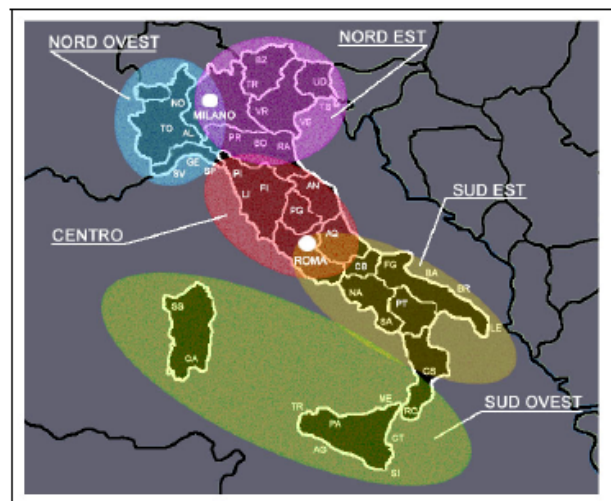 NORD OVEST
NORD EST
BZ
TR
UD
NO
MILANO
TS
TO
VR
VE
AL
PR
BO
RA
GE
SV
SP
PI
FI
LI
AN
PG
CENTRO
AQ
SUD EST
ROMA
CB
FG
BA
NA
BR
PT
SA
LE
SS
CS
CA
ME
RC
SUD OVEST
TR
PA
CT
AG
SI